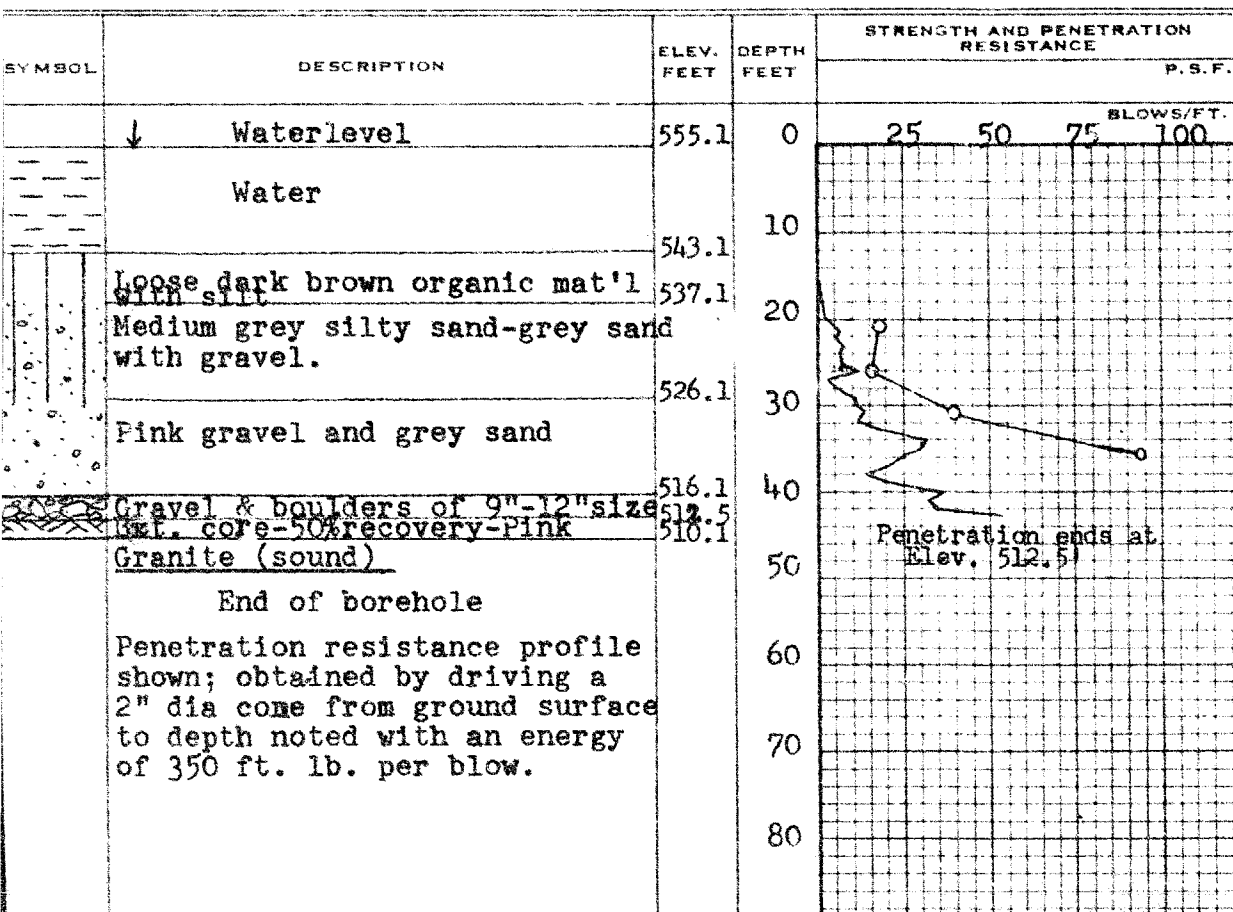 SYMBOL DESCRIPTION ELEV. FEET DEPTH FEET STRENGTH AND PENETRATION RESISTANCE
P.S.F.
BLOWS/FT.
↓ Waterlevel 555.1 0 25 50 75 100
Water
10
543.1
Loose dark brown organic mat'l
with silt 537.1
20
Medium grey silty sand-grey sand
with gravel.
526.1
30
Pink gravel and grey sand
516.1
40
Gravel & boulders of 9"-12"size 512.5
Bxt. core-50%recovery-Pink 510.1
Granite (sound)
Penetration ends at
Elev. 512.5'
50
End of borehole
Penetration resistance profile
60
shown; obtained by driving a
2" dia cone from ground surface
to depth noted with an energy
70
of 350 ft. lb. per blow.
80